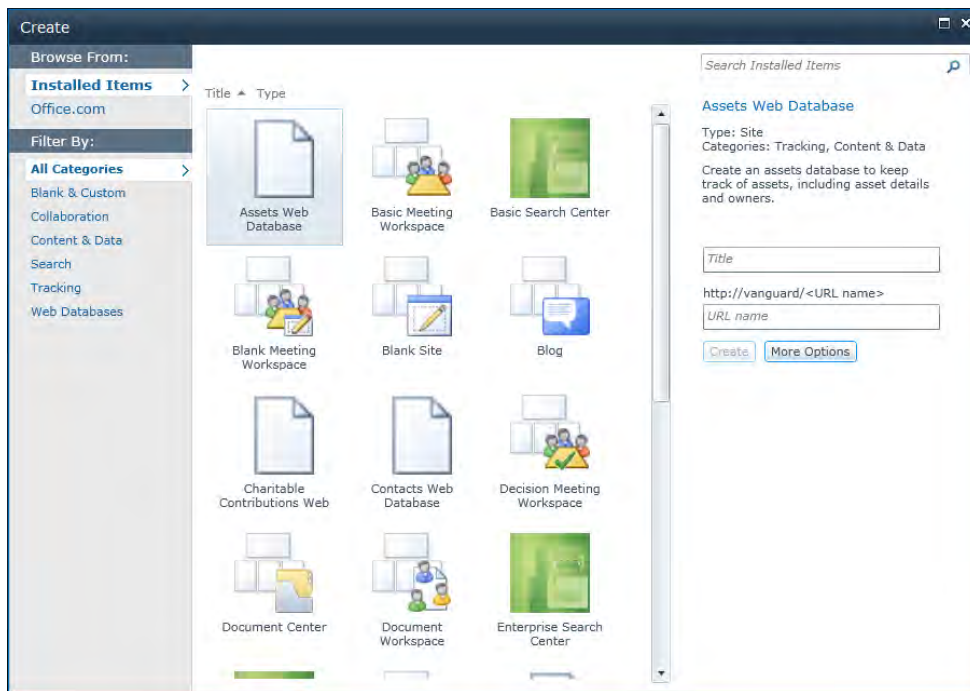 Create
Browse From:
Installed Items
Office.com
Filter By:
All Categories
Blank & Custom
Collaboration
Content & Data
Search
Tracking
Web Databases
Title Type
Assets Web
Database
Basic Meeting
Workspace
Basic Search Center
Blank Meeting
Workspace
Blank Site
Blog
Charitable
Contributions Web
Contacts Web
Database
Decision Meeting
Workspace
Document Center
Document
Workspace
Enterprise Search
Center
Search Installed Items
Assets Web Database
Type: Site
Categories: Tracking, Content & Data
Create an assets database to keep
track of assets, including asset details
and owners.
Title
http://vanguard/<URL name>
URL name
Create More Options